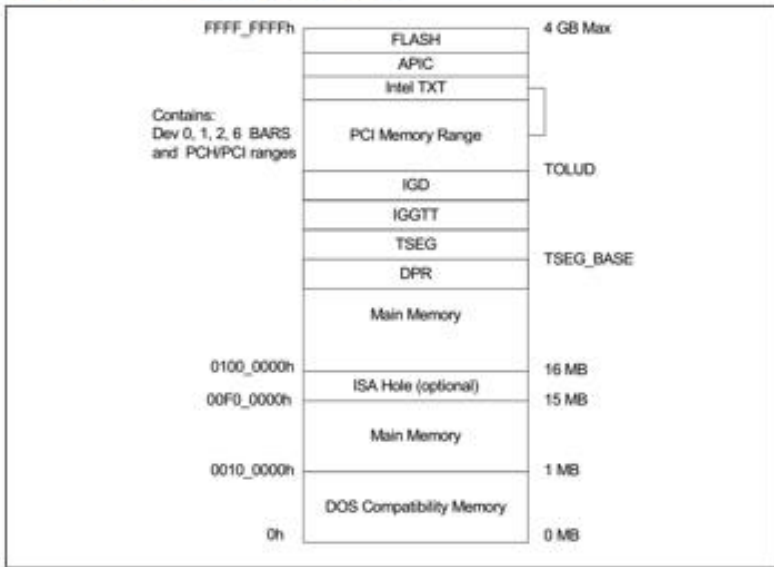 FFFF_FFFFh
4 GB Max
FLASH
APIC
Intel TXT
Contains:
Dev 0, 1, 2, 6 BARS
and PCH/PCI ranges
PCI Memory Range
TOLUD
IGD
IGGTT
TSEG
TSEG_BASE
DPR
Main Memory
0100_0000h
16 MB
ISA Hole (optional)
00F0_0000h
15 MB
Main Memory
0010_0000h
1 MB
DOS Compatibility Memory
0h
0 MB